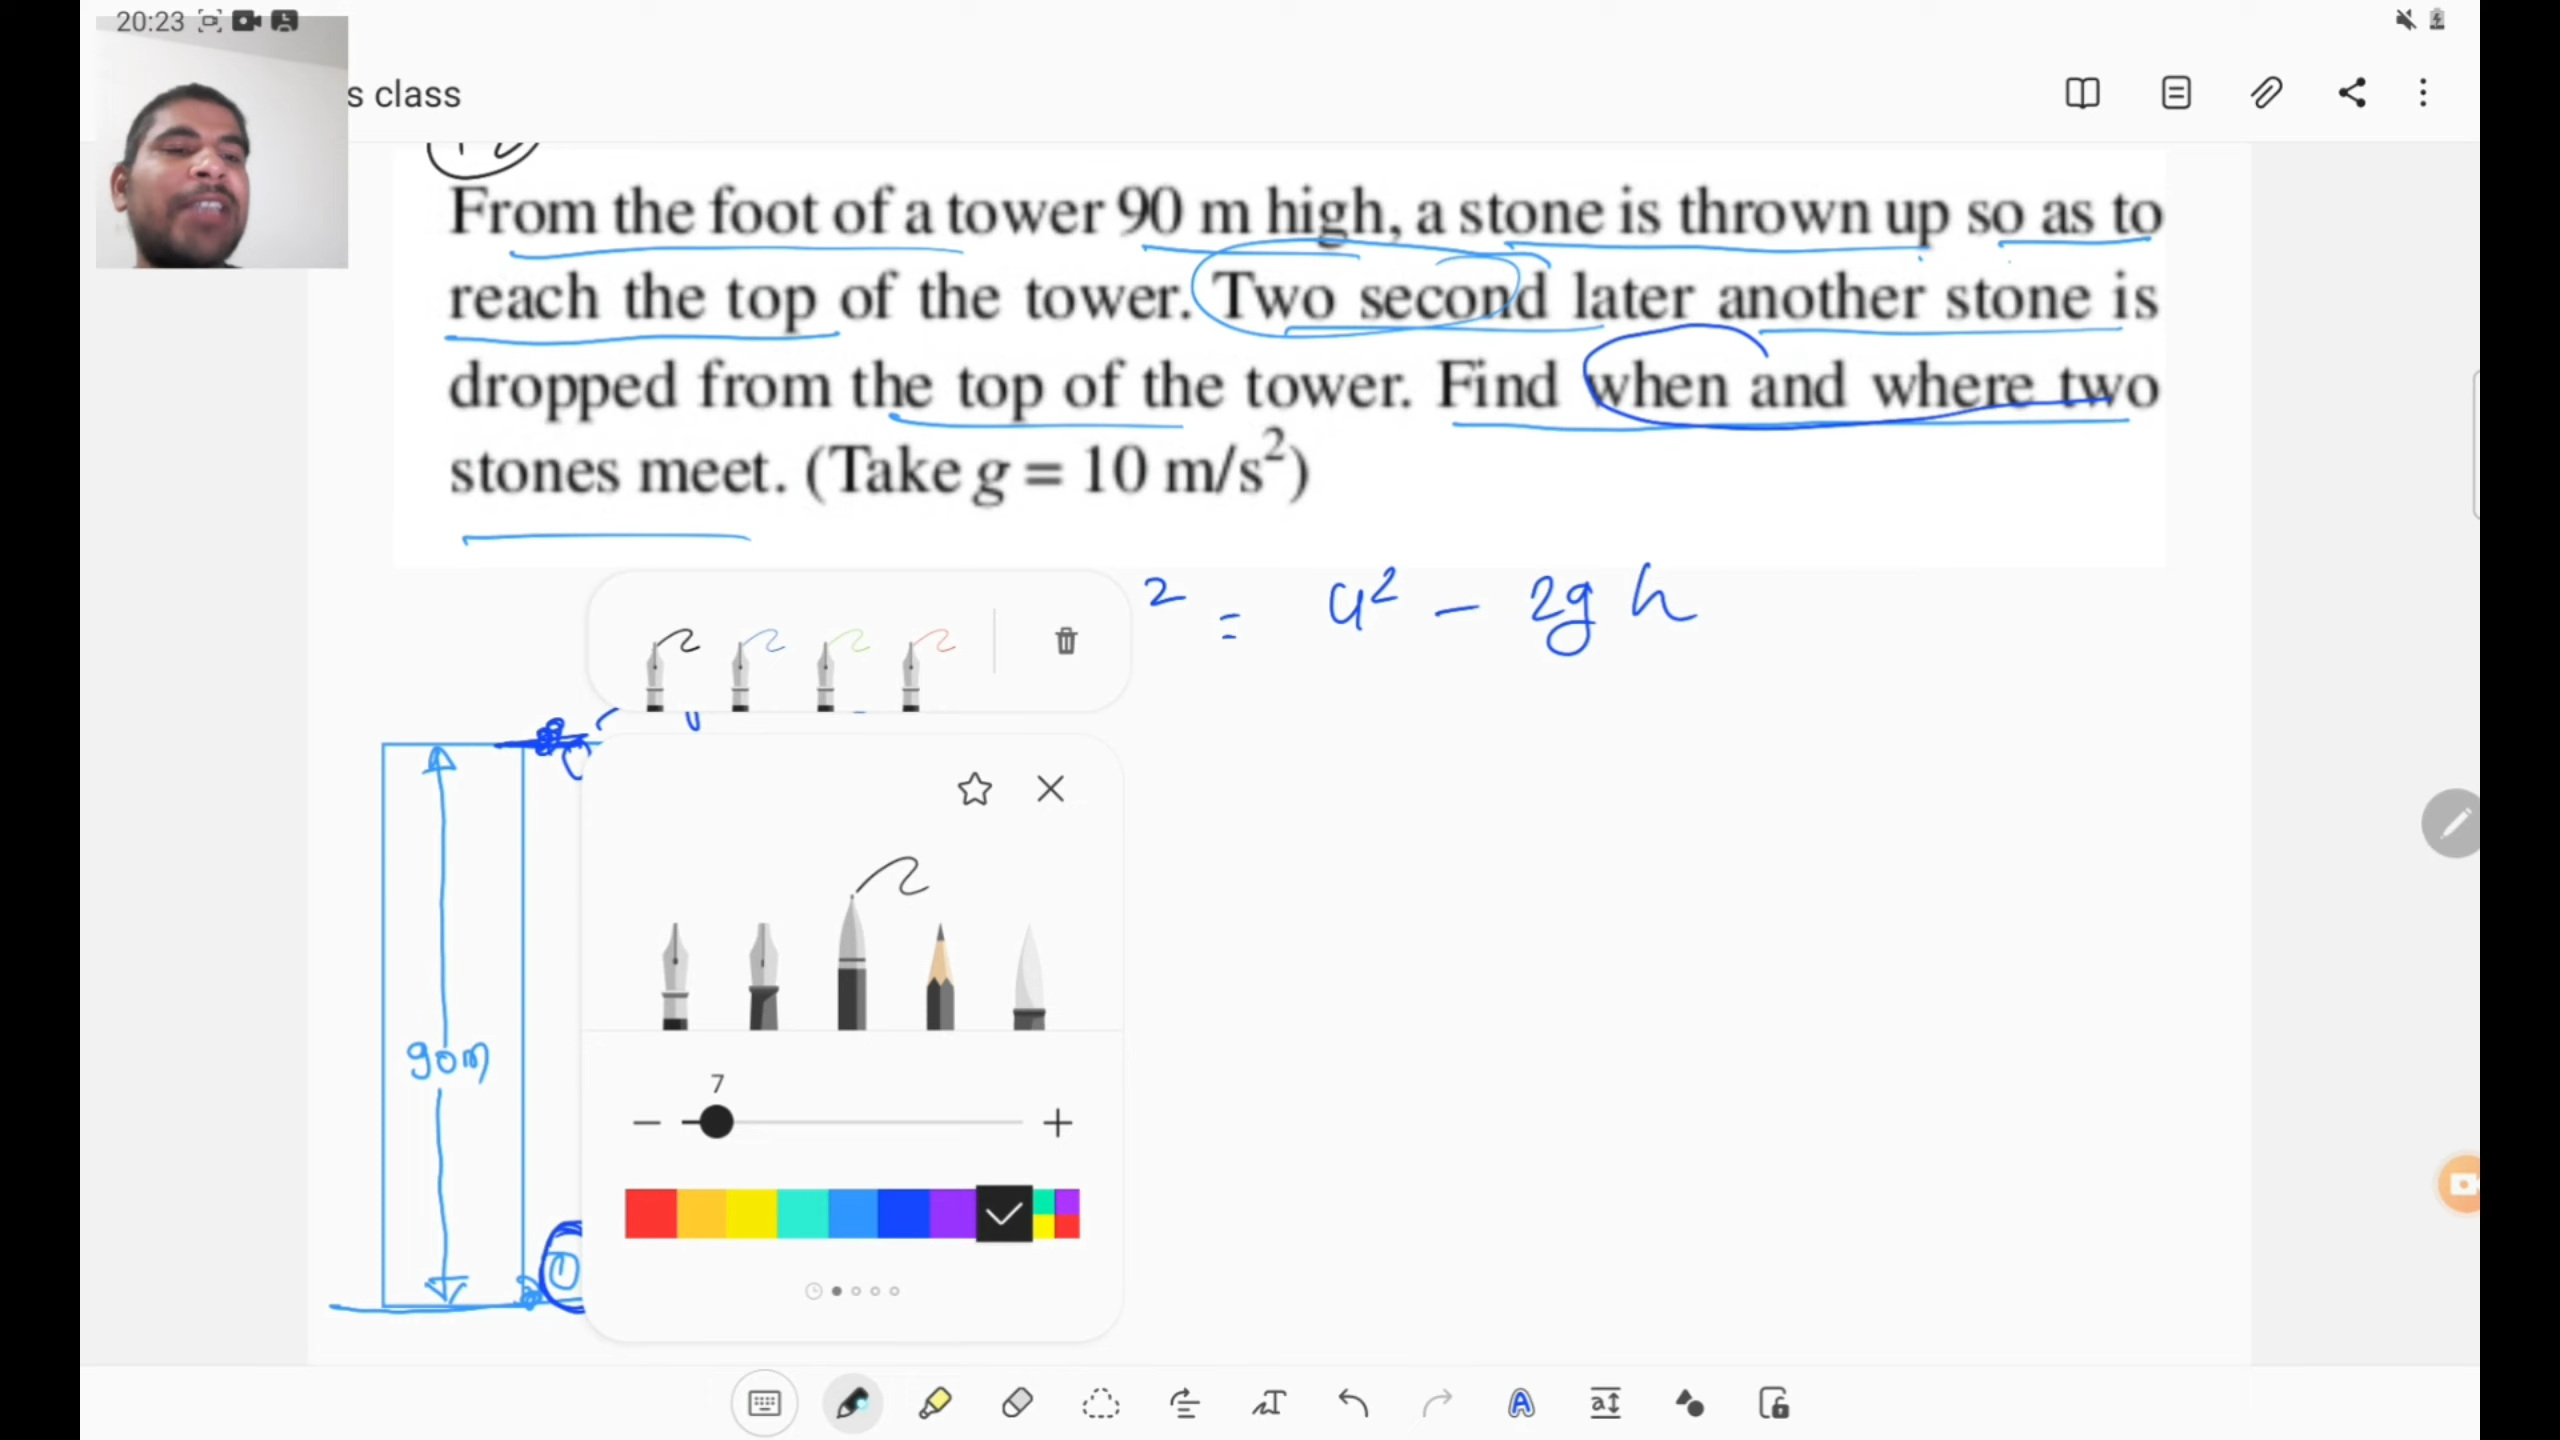 20:23
s class
From the foot of a tower 90 m high, a stone is thrown up so as to
reach the top of the tower. Two second later another stone is
dropped from the top of the tower. Find when and where two
stones meet. (Take g = 10 m/s²)
² = u² – 2gh
90m
①
7